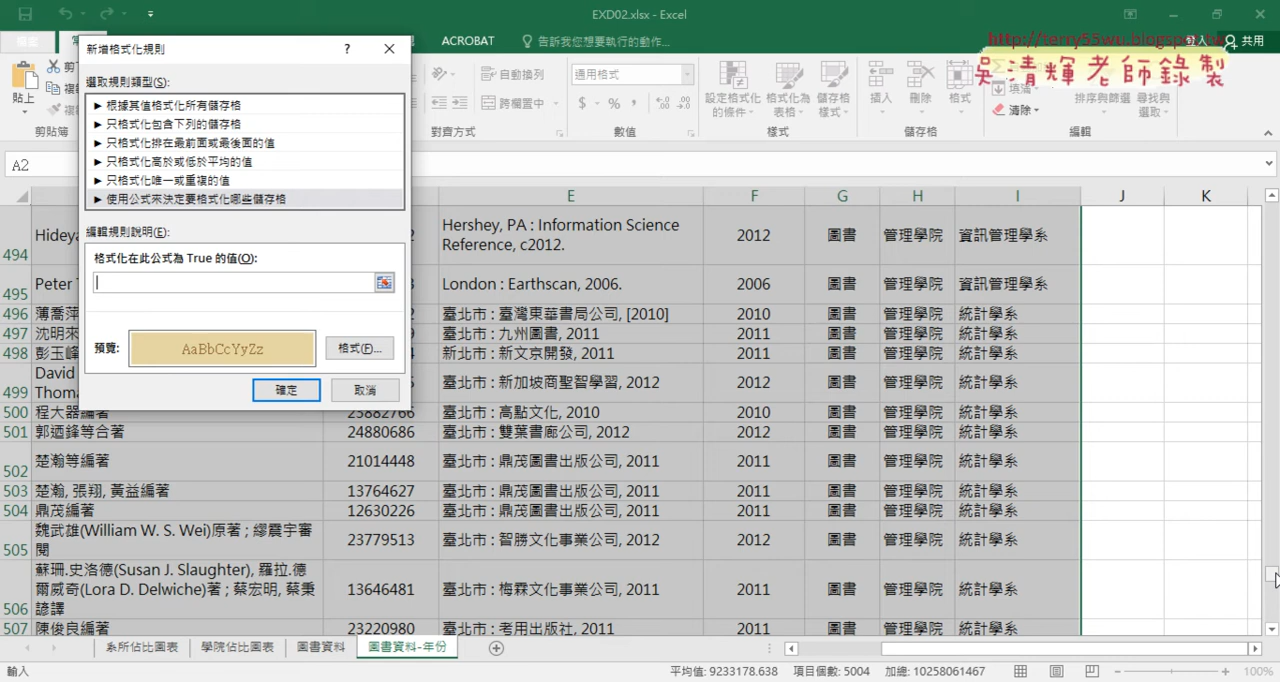 EXD02.xlsx - Excel
http://terry55wu.blogspot.tw
吳清輝老師錄製
登入 共用
ACROBAT
告訴我您想要執行的動作...
剪下
貼上
自動換列
跨欄置中
通用格式
$ % ,
設定格式化的條件
格式化為表格
儲存格樣式
插入
刪除
格式
填滿
清除
排序與篩選
尋找與選取
剪貼簿
對齊方式
數值
樣式
儲存格
編輯
A2
新增格式化規則
?
選取規則類型(S):
► 根據其值格式化所有儲存格
► 只格式化包含下列的儲存格
► 只格式化排在最前面或最後面的值
► 只格式化高於或低於平均的值
► 只格式化唯一或重複的值
► 使用公式來決定要格式化哪些儲存格
編輯規則說明(E):
格式化在此公式為 True 的值(O):
預覽:
AaBbCcYyZz
格式(F)...
確定
取消
E F G H I J K
494 Hideya 2 Hershey, PA : Information Science Reference, c2012. 2012 圖書 管理學院 資訊管理學系
495 Peter T 3 London : Earthscan, 2006. 2006 圖書 管理學院 資訊管理學系
496 薄喬萍 2 臺北市 : 臺灣東華書局公司, [2010] 2010 圖書 管理學院 統計學系
497 沈明來 9 臺北市 : 九州圖書, 2011 2011 圖書 管理學院 統計學系
498 彭玉峰 4 新北市 : 新文京開發, 2011 2011 圖書 管理學院 統計學系
499 David Thomas 5 臺北市 : 新加坡商聖智學習, 2012 2012 圖書 管理學院 統計學系
500 程大器編著 23882766 臺北市 : 高點文化, 2010 2010 圖書 管理學院 統計學系
501 郭迺鋒等合著 24880686 臺北市 : 雙葉書廊公司, 2012 2012 圖書 管理學院 統計學系
502 楚瀚等編著 21014448 臺北市 : 鼎茂圖書出版公司, 2011 2011 圖書 管理學院 統計學系
503 楚瀚, 張翔, 黃益編著 13764627 臺北市 : 鼎茂圖書出版公司, 2011 2011 圖書 管理學院 統計學系
504 鼎茂編著 12630226 臺北市 : 鼎茂圖書出版公司, 2011 2011 圖書 管理學院 統計學系
505 魏武雄(William W. S. Wei)原著 ; 繆震宇審閱 23779513 臺北市 : 智勝文化事業公司, 2012 2012 圖書 管理學院 統計學系
506 蘇珊.史洛德(Susan J. Slaughter), 羅拉.德爾威奇(Lora D. Delwiche)著 ; 蔡宏明, 蔡秉諺譯 13646481 臺北市 : 梅霖文化事業公司, 2011 2011 圖書 管理學院 統計學系
507 陳俊良編著 23220980 臺北市 : 考用出版社, 2011 2011 圖書 管理學院 統計學系
系所佔比圖表
學院佔比圖表
圖書資料
圖書資料-年份
輸入
平均值: 9233178.638
項目個數: 5004
加總: 10258061467
100%